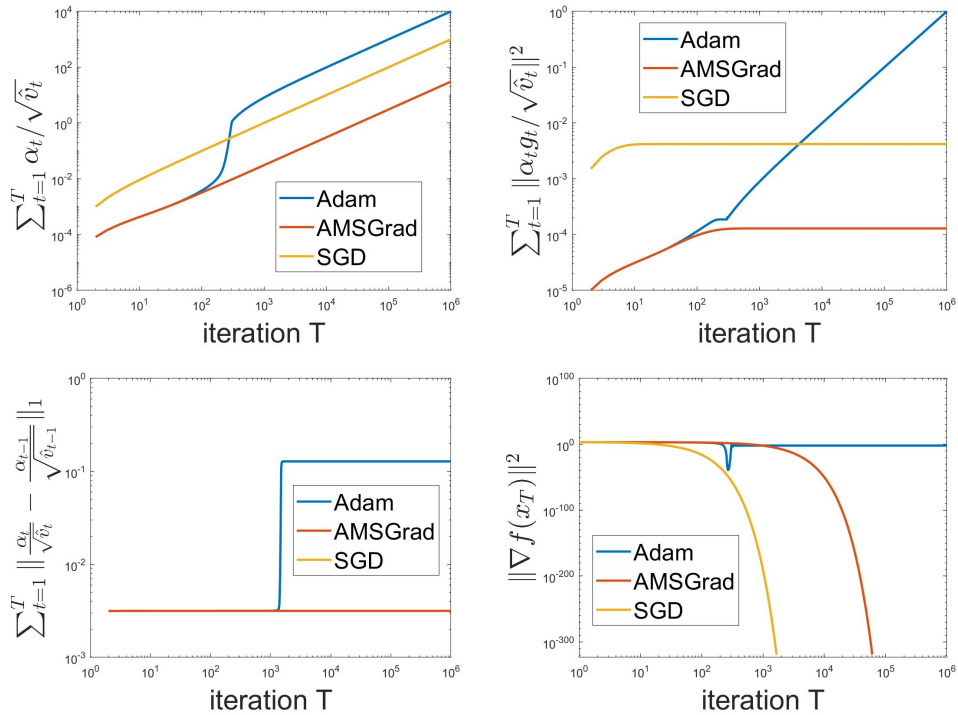 ∑_{t=1}^{T} α_t/√v̂_t
10^4
10^2
10^0
10^-2
10^-4
10^-6
Adam
AMSGrad
SGD
10^0 10^1 10^2 10^3 10^4 10^5 10^6
iteration T
∑_{t=1}^{T} ‖α_t g_t/√v̂_t‖^2
10^0
10^-1
10^-2
10^-3
10^-4
10^-5
Adam
AMSGrad
SGD
10^0 10^1 10^2 10^3 10^4 10^5 10^6
iteration T
∑_{t=1}^{T} ‖α_t/√v̂_t − α_{t-1}/√v̂_{t-1}‖_1
10^0
10^-1
10^-2
10^-3
Adam
AMSGrad
SGD
10^0 10^1 10^2 10^3 10^4 10^5 10^6
iteration T
‖∇f(x_T)‖^2
10^100
10^0
10^-100
10^-200
10^-300
Adam
AMSGrad
SGD
10^0 10^1 10^2 10^3 10^4 10^5 10^6
iteration T